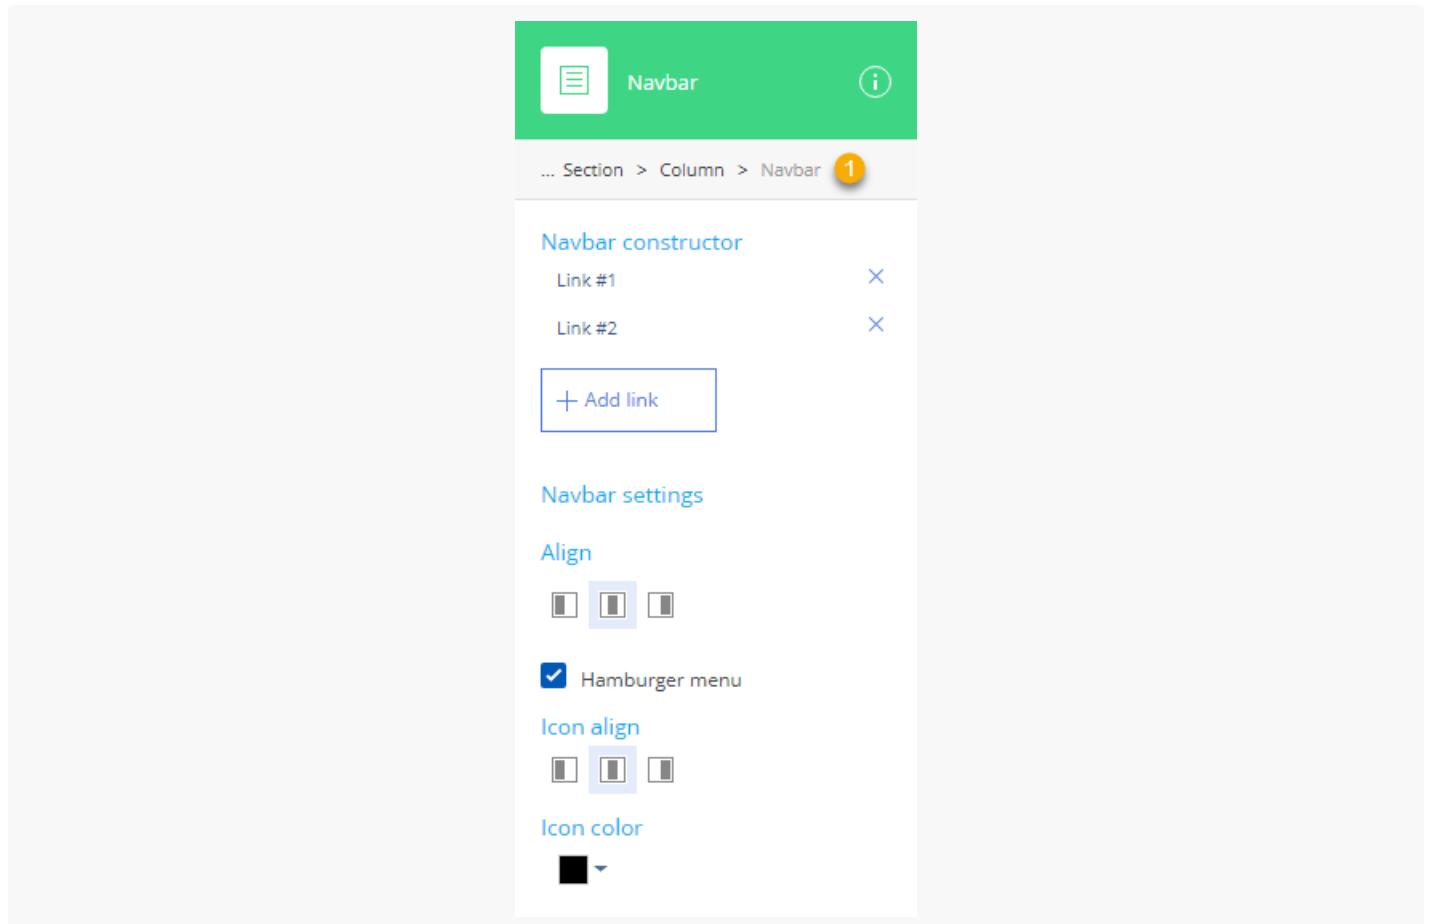 Navbar
... Section > Column > Navbar 1
Navbar constructor
Link #1
Link #2
+ Add link
Navbar settings
Align
Hamburger menu
Icon align
Icon color